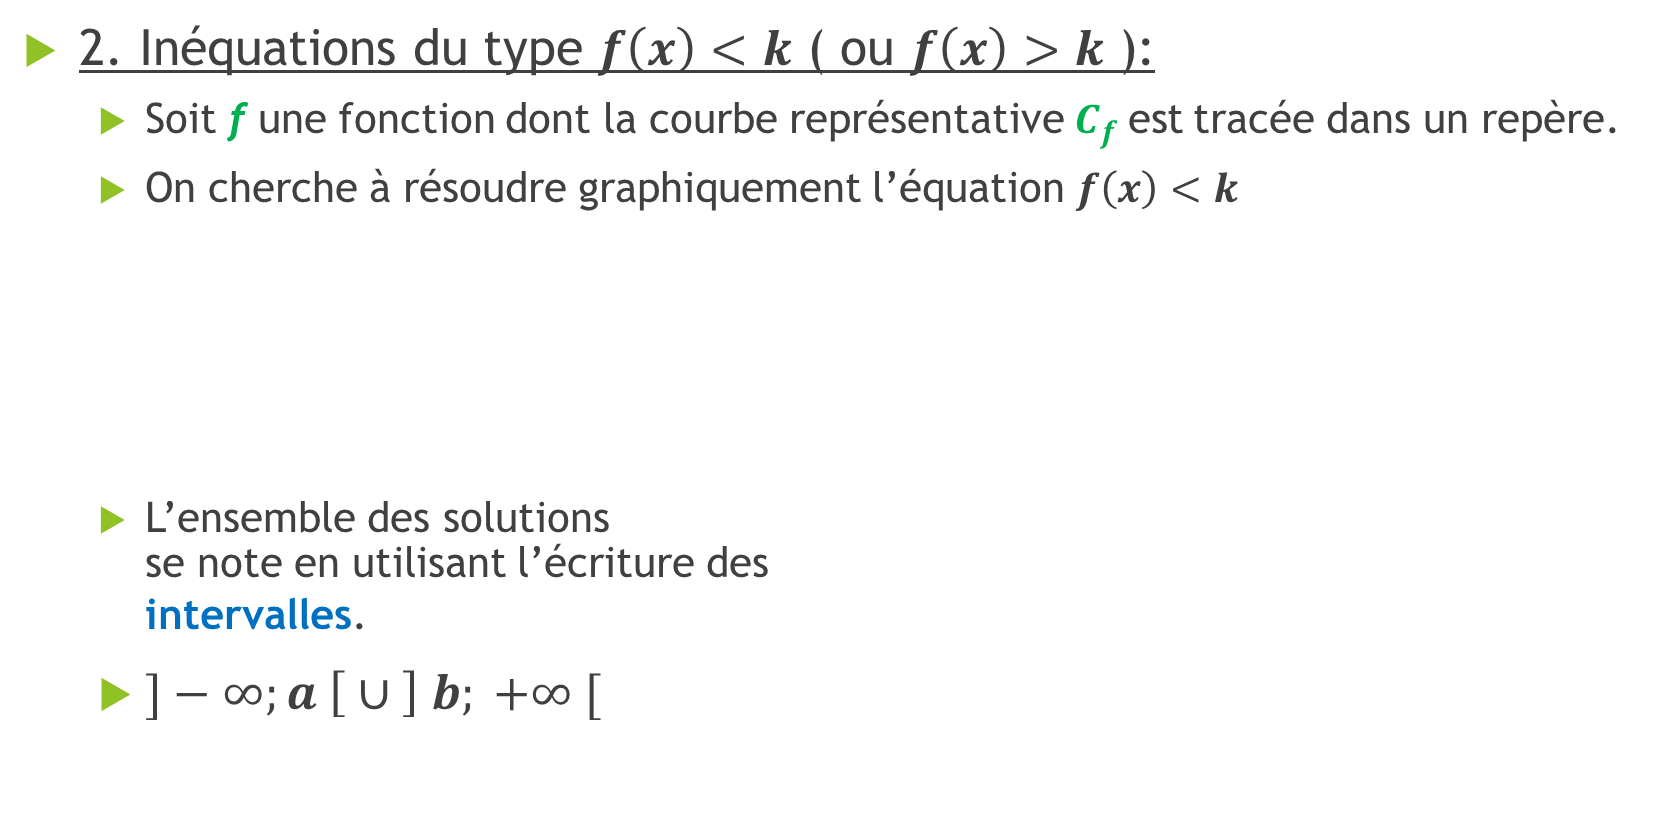 2. Inéquations du type f(x) < k ( ou f(x) > k ):
Soit f une fonction dont la courbe représentative C_f est tracée dans un repère.
On cherche à résoudre graphiquement l’équation f(x) < k
L’ensemble des solutions
se note en utilisant l’écriture des
intervalles.
] − ∞; a [ ∪ ] b; +∞ [